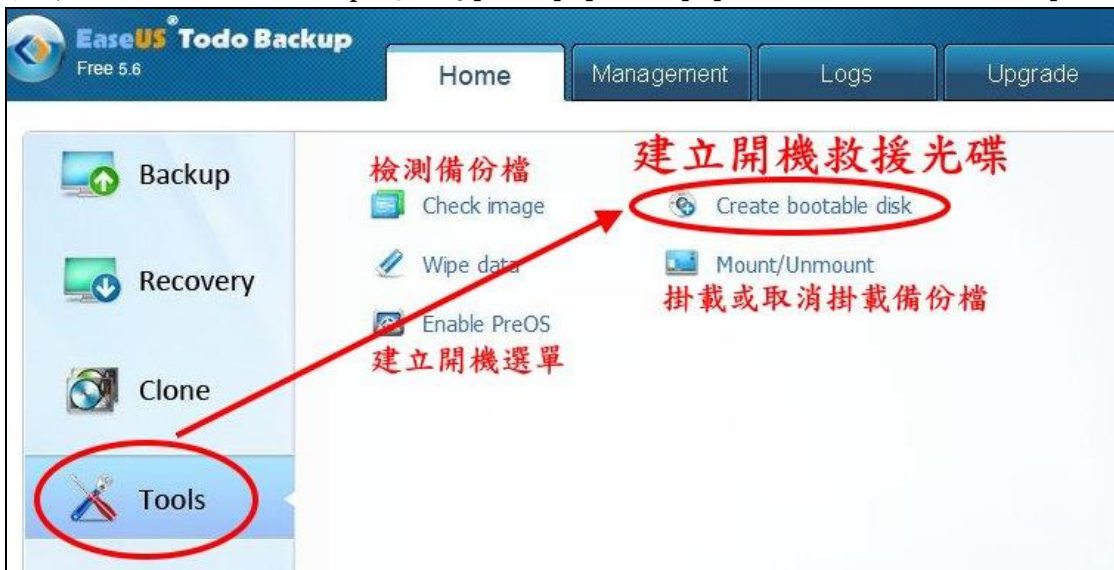 EaseUS® Todo Backup
Free 5.6
Home
Management
Logs
Upgrade
Backup
Recovery
Clone
Tools
檢測備份檔
Check image
Wipe data
Enable PreOS
建立開機選單
建立開機救援光碟
Create bootable disk
Mount/Unmount
掛載或取消掛載備份檔